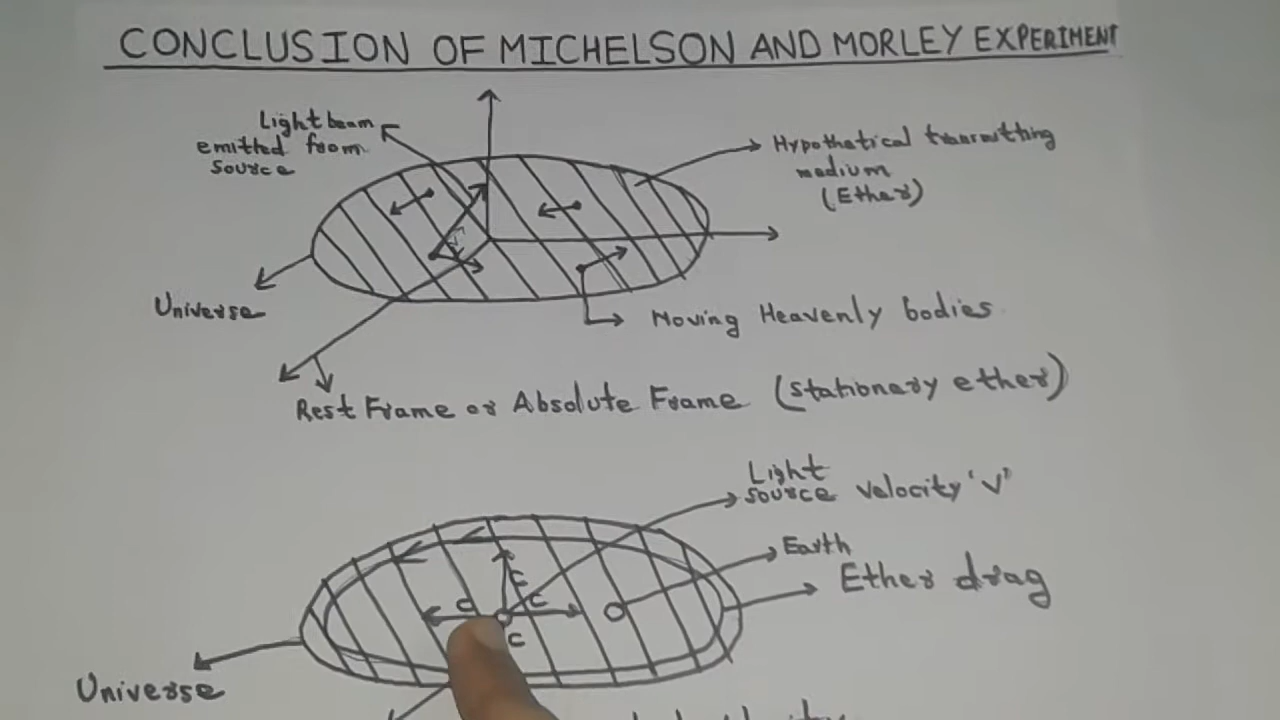 CONCLUSION OF MICHELSON AND MORLEY EXPERIMENT
Light beam
emitted from
source
Hypothatical transmitting
medium
(Ether)
Universe
Moving Heavenly bodies
Rest Frame or Absolute Frame (stationary ether)
Light
source velocity 'v'
Earth
Ether drag
c
c
c
c
Universe